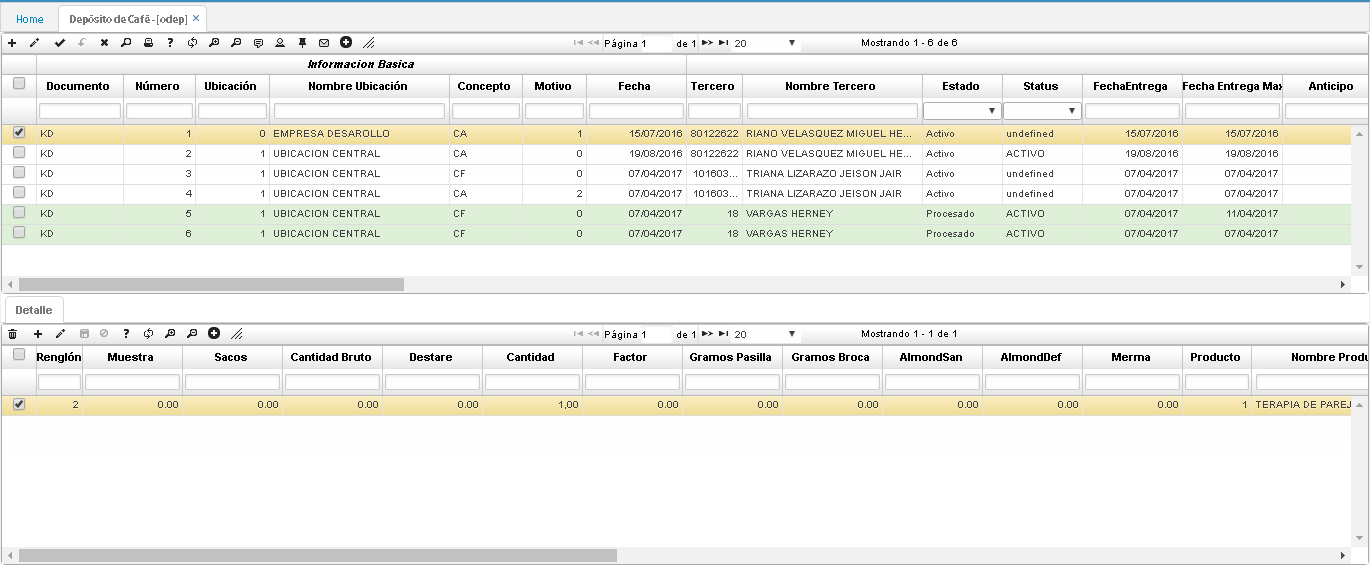 Home Depósito de Café - [odep] ×
Página 1 de 1 20 Mostrando 1 - 6 de 6
Informacion Basica
Documento Número Ubicación Nombre Ubicación Concepto Motivo Fecha Tercero Nombre Tercero Estado Status FechaEntrega Fecha Entrega Max Anticipo
KD 1 0 EMPRESA DESAROLLO CA 1 15/07/2016 80122622 RIANO VELASQUEZ MIGUEL HE... Activo undefined 15/07/2016 15/07/2016
KD 2 1 UBICACION CENTRAL CA 0 19/08/2016 80122622 RIANO VELASQUEZ MIGUEL HE... Activo ACTIVO 19/08/2016 19/08/2016
KD 3 1 UBICACION CENTRAL CF 0 07/04/2017 101603... TRIANA LIZARAZO JEISON JAIR Activo undefined 07/04/2017 07/04/2017
KD 4 1 UBICACION CENTRAL CA 2 07/04/2017 101603... TRIANA LIZARAZO JEISON JAIR Activo undefined 07/04/2017 07/04/2017
KD 5 1 UBICACION CENTRAL CF 0 07/04/2017 18 VARGAS HERNEY Procesado ACTIVO 07/04/2017 11/04/2017
KD 6 1 UBICACION CENTRAL CF 0 07/04/2017 18 VARGAS HERNEY Procesado ACTIVO 07/04/2017 07/04/2017
Detalle
Página 1 de 1 20 Mostrando 1 - 1 de 1
Renglón Muestra Sacos Cantidad Bruto Destare Cantidad Factor Gramos Pasilla Gramos Broca AlmondSan AlmondDef Merma Producto Nombre Produ
2 0.00 0.00 0.00 0.00 1,00 0.00 0.00 0.00 0.00 0.00 0.00 1 TERAPIA DE PAREJ